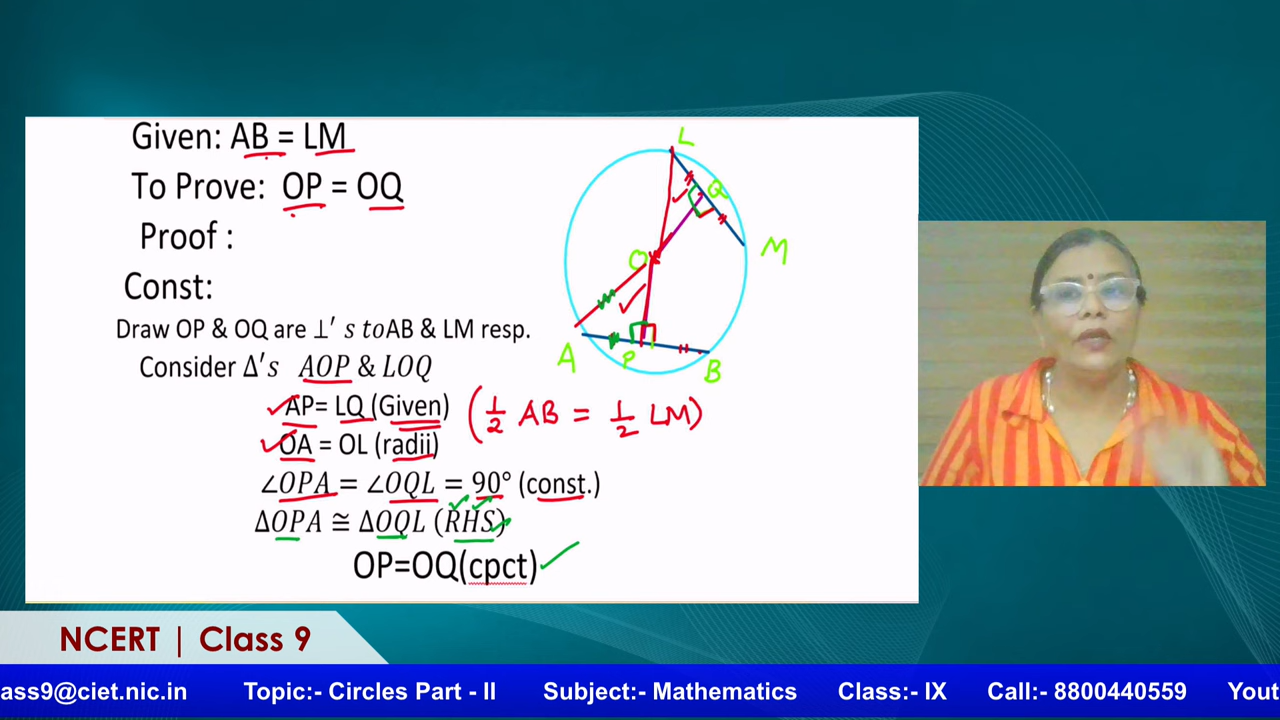 Given: AB = LM
To Prove: OP = OQ
Proof :
Const:
Draw OP & OQ are ⊥′ s toAB & LM resp.
Consider Δ′s AOP & LOQ
AP= LQ (Given) (½ AB = ½ LM)
OA = OL (radii)
∠OPA = ∠OQL = 90° (const.)
ΔOPA ≅ ΔOQL (RHS)
OP=OQ(cpct)
L
Q
M
O
A
P
B
NCERT | Class 9
ass9@ciet.nic.in Topic:- Circles Part - II Subject:- Mathematics Class:- IX Call:- 8800440559 Yout